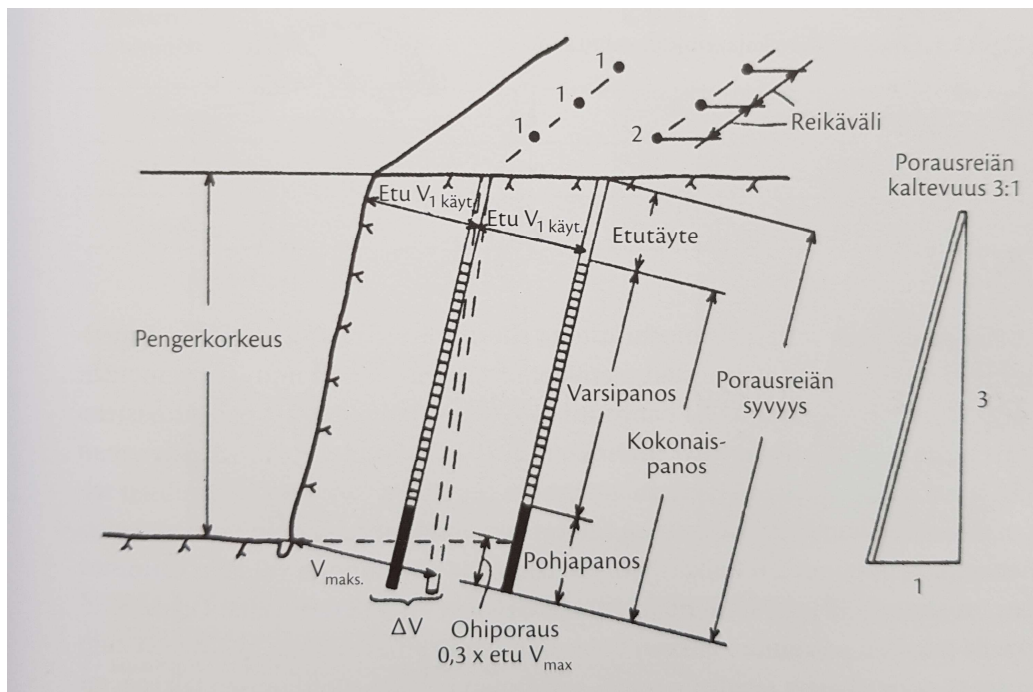 1
1
1
2
Reikäväli
Porausreiän
kaltevuus 3:1
Etu V1 käyt.
Etu V1 käyt.
Etutäyte
Pengerkorkeus
Varsipanos
Porausreiän
syvyys
3
Kokonais-
panos
Pohjapanos
Vmaks.
1
ΔV
Ohiporaus
0,3 x etu Vmax